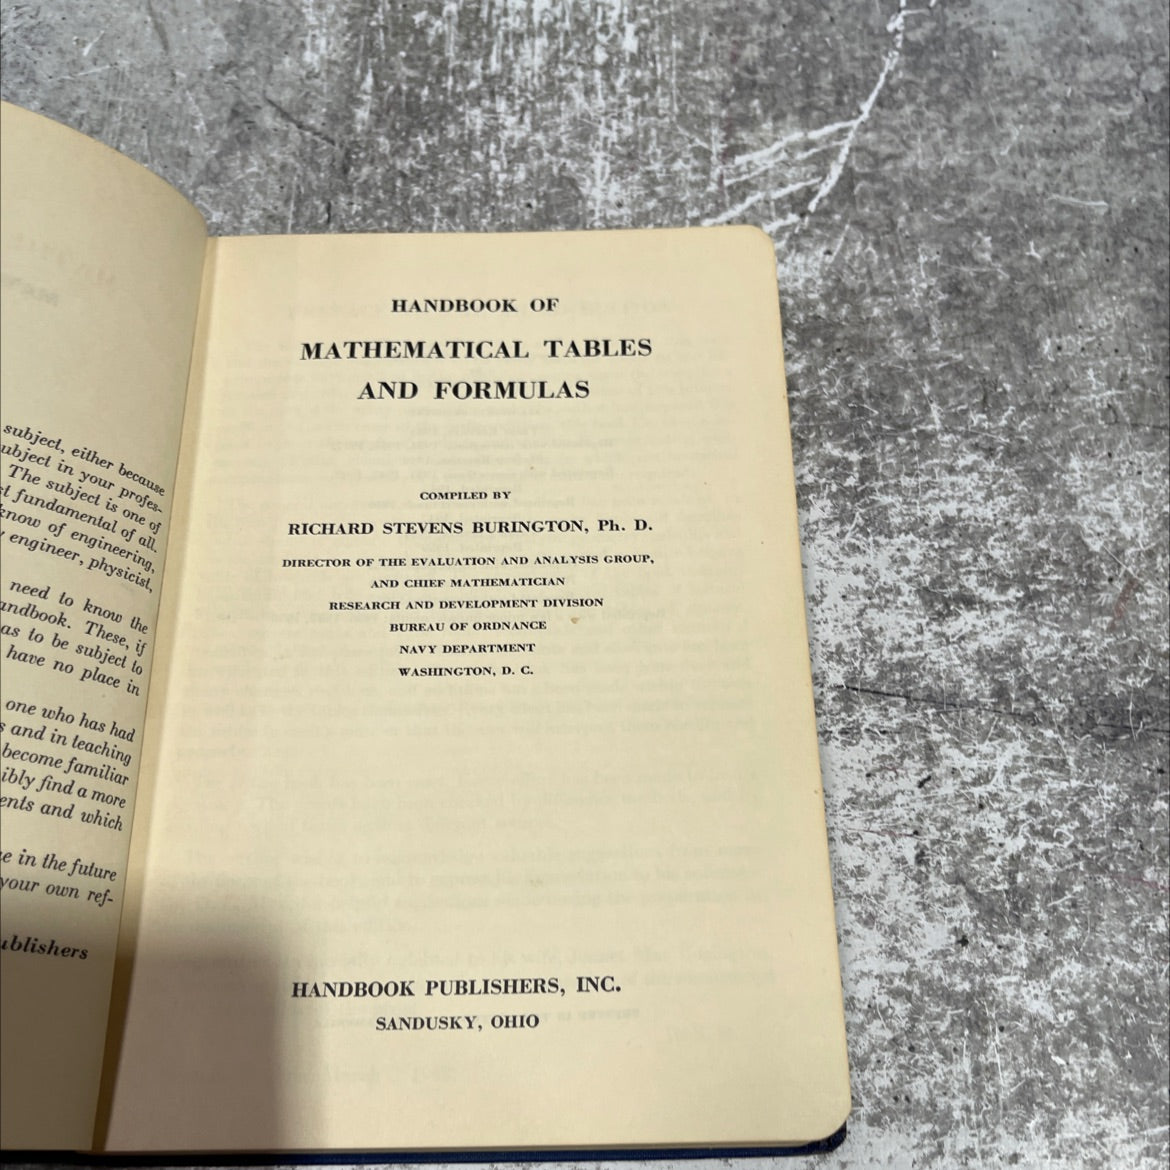 subject, either because
ubject in your profes-
The subject is one of
t fundamental of all.
know of engineering,
engineer, physicist,
need to know the
andbook. These, if
as to be subject to
have no place in
one who has had
s and in teaching
become familiar
ibly find a more
ents and which
e in the future
your own ref-
ublishers
HANDBOOK OF
MATHEMATICAL TABLES
AND FORMULAS
COMPILED BY
RICHARD STEVENS BURINGTON, Ph. D.
DIRECTOR OF THE EVALUATION AND ANALYSIS GROUP,
AND CHIEF MATHEMATICIAN
RESEARCH AND DEVELOPMENT DIVISION
BUREAU OF ORDNANCE
NAVY DEPARTMENT
WASHINGTON, D. C.
HANDBOOK PUBLISHERS, INC.
SANDUSKY, OHIO